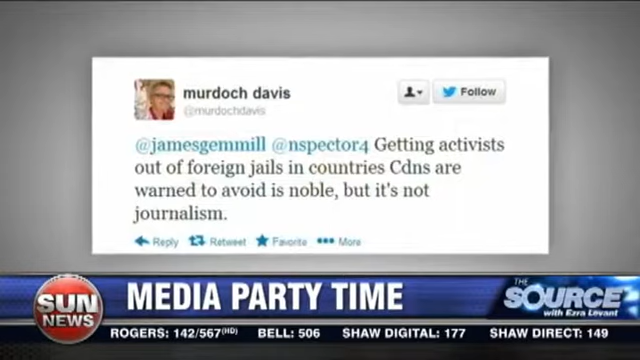 murdoch davis
@murdochdavis
Follow
@jamesgemmill @nspector4 Getting activists
out of foreign jails in countries Cdns are
warned to avoid is noble, but it's not
journalism.
Reply Retweet Favorite More
SUN
NEWS
MEDIA PARTY TIME
THE
SOURCE
with Ezra Levant
ROGERS: 142/567(HD) BELL: 506 SHAW DIGITAL: 177 SHAW DIRECT: 149